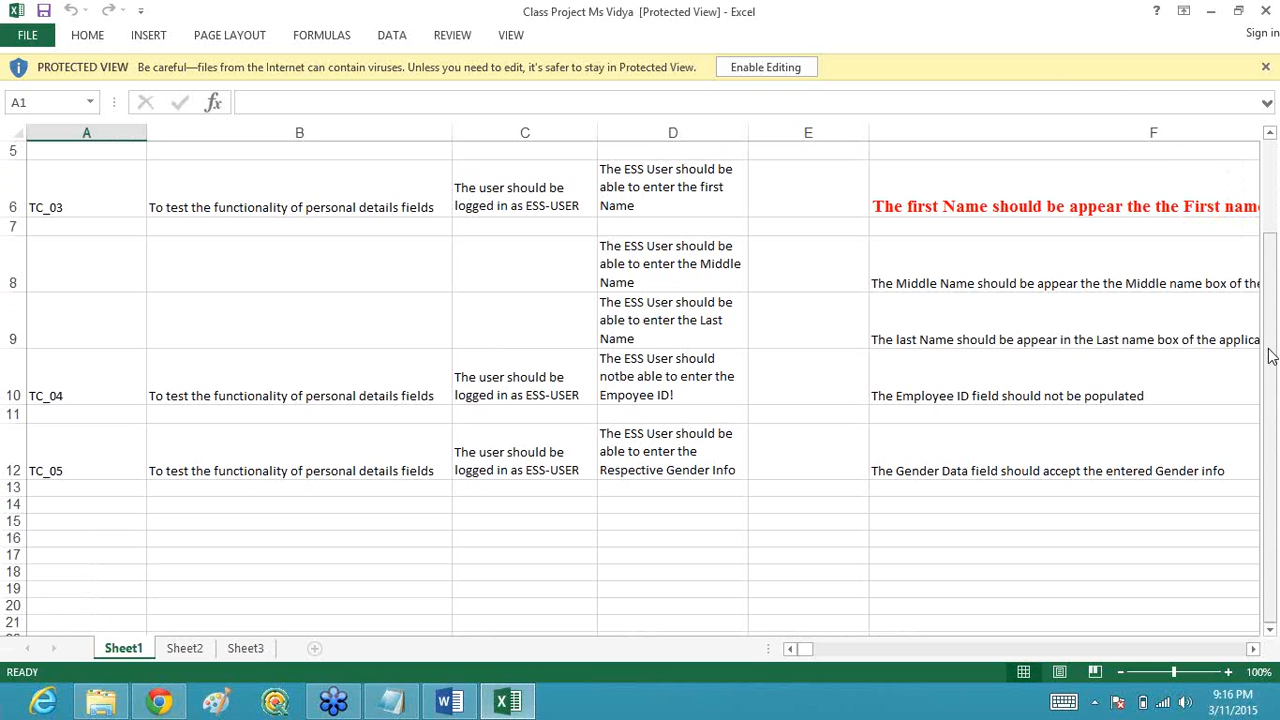 Class Project Ms Vidya [Protected View] - Excel
?
Sign in
FILE HOME INSERT PAGE LAYOUT FORMULAS DATA REVIEW VIEW
PROTECTED VIEW Be careful—files from the Internet can contain viruses. Unless you need to edit, it's safer to stay in Protected View. Enable Editing
A1 fx
A B C D E F
5
6 TC_03 To test the functionality of personal details fields
The user should be
logged in as ESS-USER
The ESS User should be
able to enter the first
Name
The first Name should be appear the the First name
7
8
The ESS User should be
able to enter the Middle
Name
The Middle Name should be appear the the Middle name box of the
9
The ESS User should be
able to enter the Last
Name
The last Name should be appear in the Last name box of the applica
10 TC_04 To test the functionality of personal details fields
The user should be
logged in as ESS-USER
The ESS User should
notbe able to enter the
Empoyee ID!
The Employee ID field should not be populated
11
12 TC_05 To test the functionality of personal details fields
The user should be
logged in as ESS-USER
The ESS User should be
able to enter the
Respective Gender Info
The Gender Data field should accept the entered Gender info
13
14
15
16
17
18
19
20
21
Sheet1 Sheet2 Sheet3
READY 100%
9:16 PM
3/11/2015